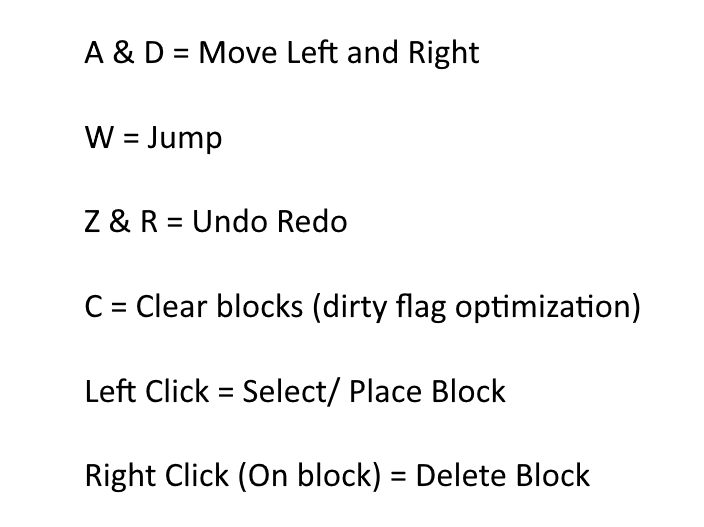 A & D = Move Left and Right
W = Jump
Z & R = Undo Redo
C = Clear blocks (dirty flag optimization)
Left Click = Select/ Place Block
Right Click (On block) = Delete Block